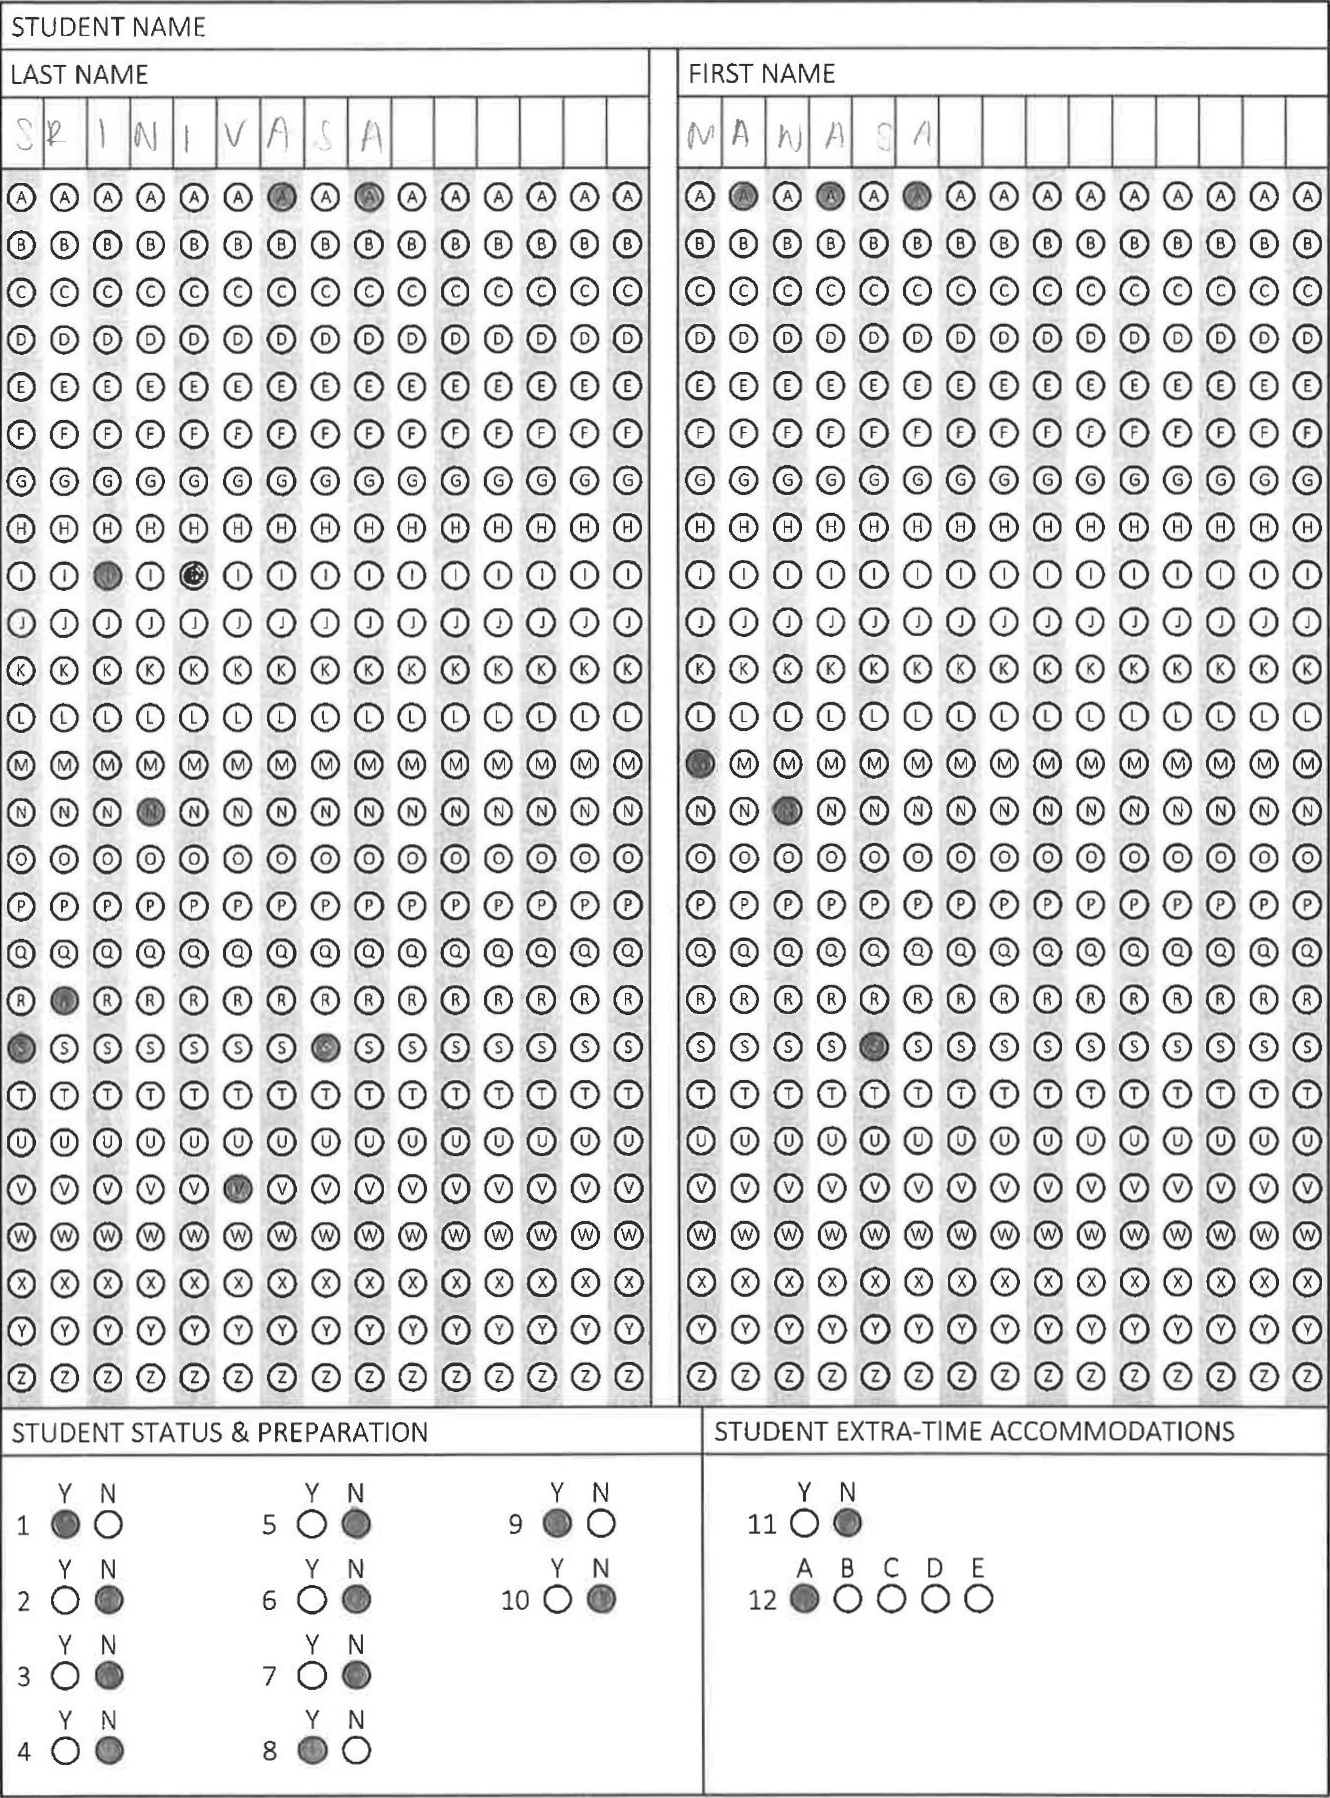 STUDENT NAME
LAST NAME FIRST NAME
S R I N I V A S A M A N A S A
A A A A A A A A A A A A A A A A A A A A A A A A A A A A A A
B B B B B B B B B B B B B B B B B B B B B B B B B B B B B B
C C C C C C C C C C C C C C C C C C C C C C C C C C C C C C
D D D D D D D D D D D D D D D D D D D D D D D D D D D D D D
E E E E E E E E E E E E E E E E E E E E E E E E E E E E E E
F F F F F F F F F F F F F F F F F F F F F F F F F F F F F F
G G G G G G G G G G G G G G G G G G G G G G G G G G G G G G
H H H H H H H H H H H H H H H H H H H H H H H H H H H H H H
I I I I I I I I I I I I I I I I I I I I I I I I I I I I
J J J J J J J J J J J J J J J J J J J J J J J J J J J J J J
K K K K K K K K K K K K K K K K K K K K K K K K K K K K K K
L L L L L L L L L L L L L L L L L L L L L L L L L L L L L L
M M M M M M M M M M M M M M M M M M M M M M M M M M M M M
N N N N N N N N N N N N N N N N N N N N N N N N N N N N N N
O O O O O O O O O O O O O O O O O O O O O O O O O O O O O O
P P P P P P P P P P P P P P P P P P P P P P P P P P P P P P
Q Q Q Q Q Q Q Q Q Q Q Q Q Q Q Q Q Q Q Q Q Q Q Q Q Q Q Q Q Q
R R R R R R R R R R R R R R R R R R R R R R R R R R R R R
S S S S S S S S S S S S S S S S S S S S S S S S S S S S S S
T T T T T T T T T T T T T T T T T T T T T T T T T T T T T T
U U U U U U U U U U U U U U U U U U U U U U U U U U U U U U
V V V V V V V V V V V V V V V V V V V V V V V V V V V V V V
W W W W W W W W W W W W W W W W W W W W W W W W W W W W W W
X X X X X X X X X X X X X X X X X X X X X X X X X X X X X X
Y Y Y Y Y Y Y Y Y Y Y Y Y Y Y Y Y Y Y Y Y Y Y Y Y Y Y Y Y Y
Z Z Z Z Z Z Z Z Z Z Z Z Z Z Z Z Z Z Z Z Z Z Z Z Z Z Z Z Z Z
STUDENT STATUS & PREPARATION STUDENT EXTRA-TIME ACCOMMODATIONS
Y N Y N Y N Y N
1 5 9 11
Y N Y N Y N A B C D E
2 6 10 12
Y N Y N
3 7
Y N Y N
4 8